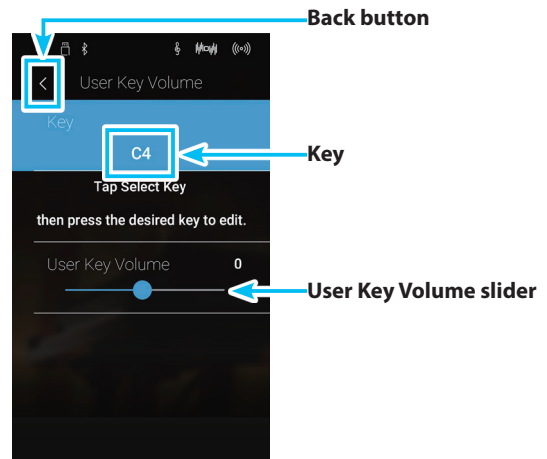 Back button
User Key Volume
Key
C4
Key
Tap Select Key
then press the desired key to edit.
User Key Volume 0
User Key Volume slider